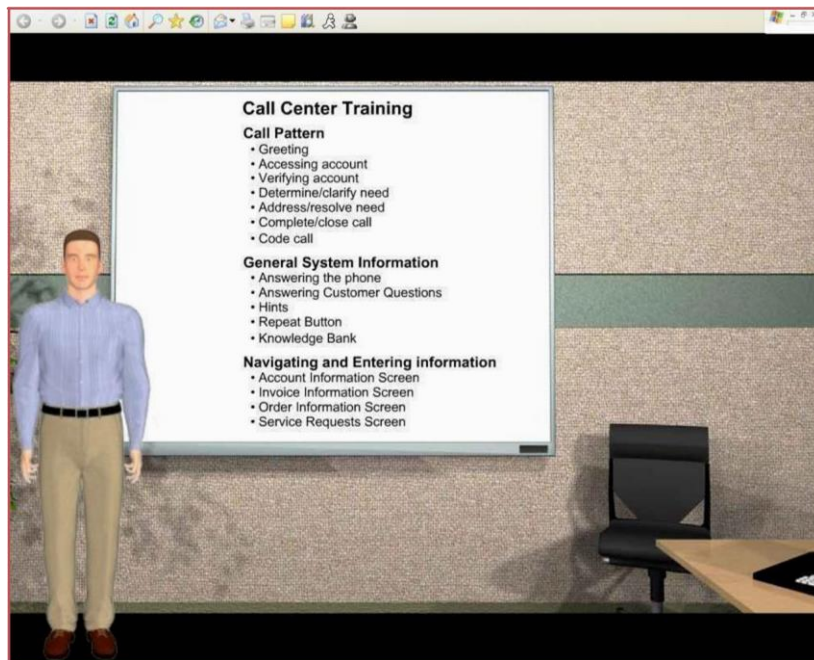 Call Center Training
Call Pattern
• Greeting
• Accessing account
• Verifying account
• Determine/clarify need
• Address/resolve need
• Complete/close call
• Code call
General System Information
• Answering the phone
• Answering Customer Questions
• Hints
• Repeat Button
• Knowledge Bank
Navigating and Entering information
• Account Information Screen
• Invoice Information Screen
• Order Information Screen
• Service Requests Screen